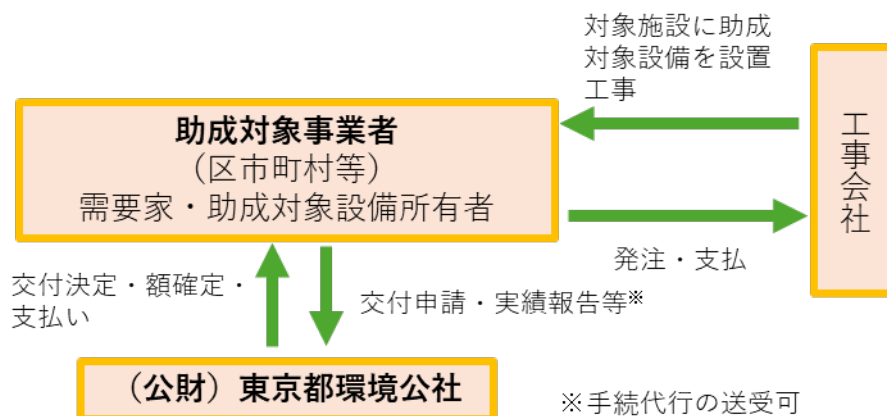 対象施設に助成
対象設備を設置
工事
助成対象事業者
（区市町村等）
需要家・助成対象設備所有者
工事会社
発注・支払
交付決定・額確定・
支払い
交付申請・実績報告等※
（公財）東京都環境公社
※手続代行の送受可